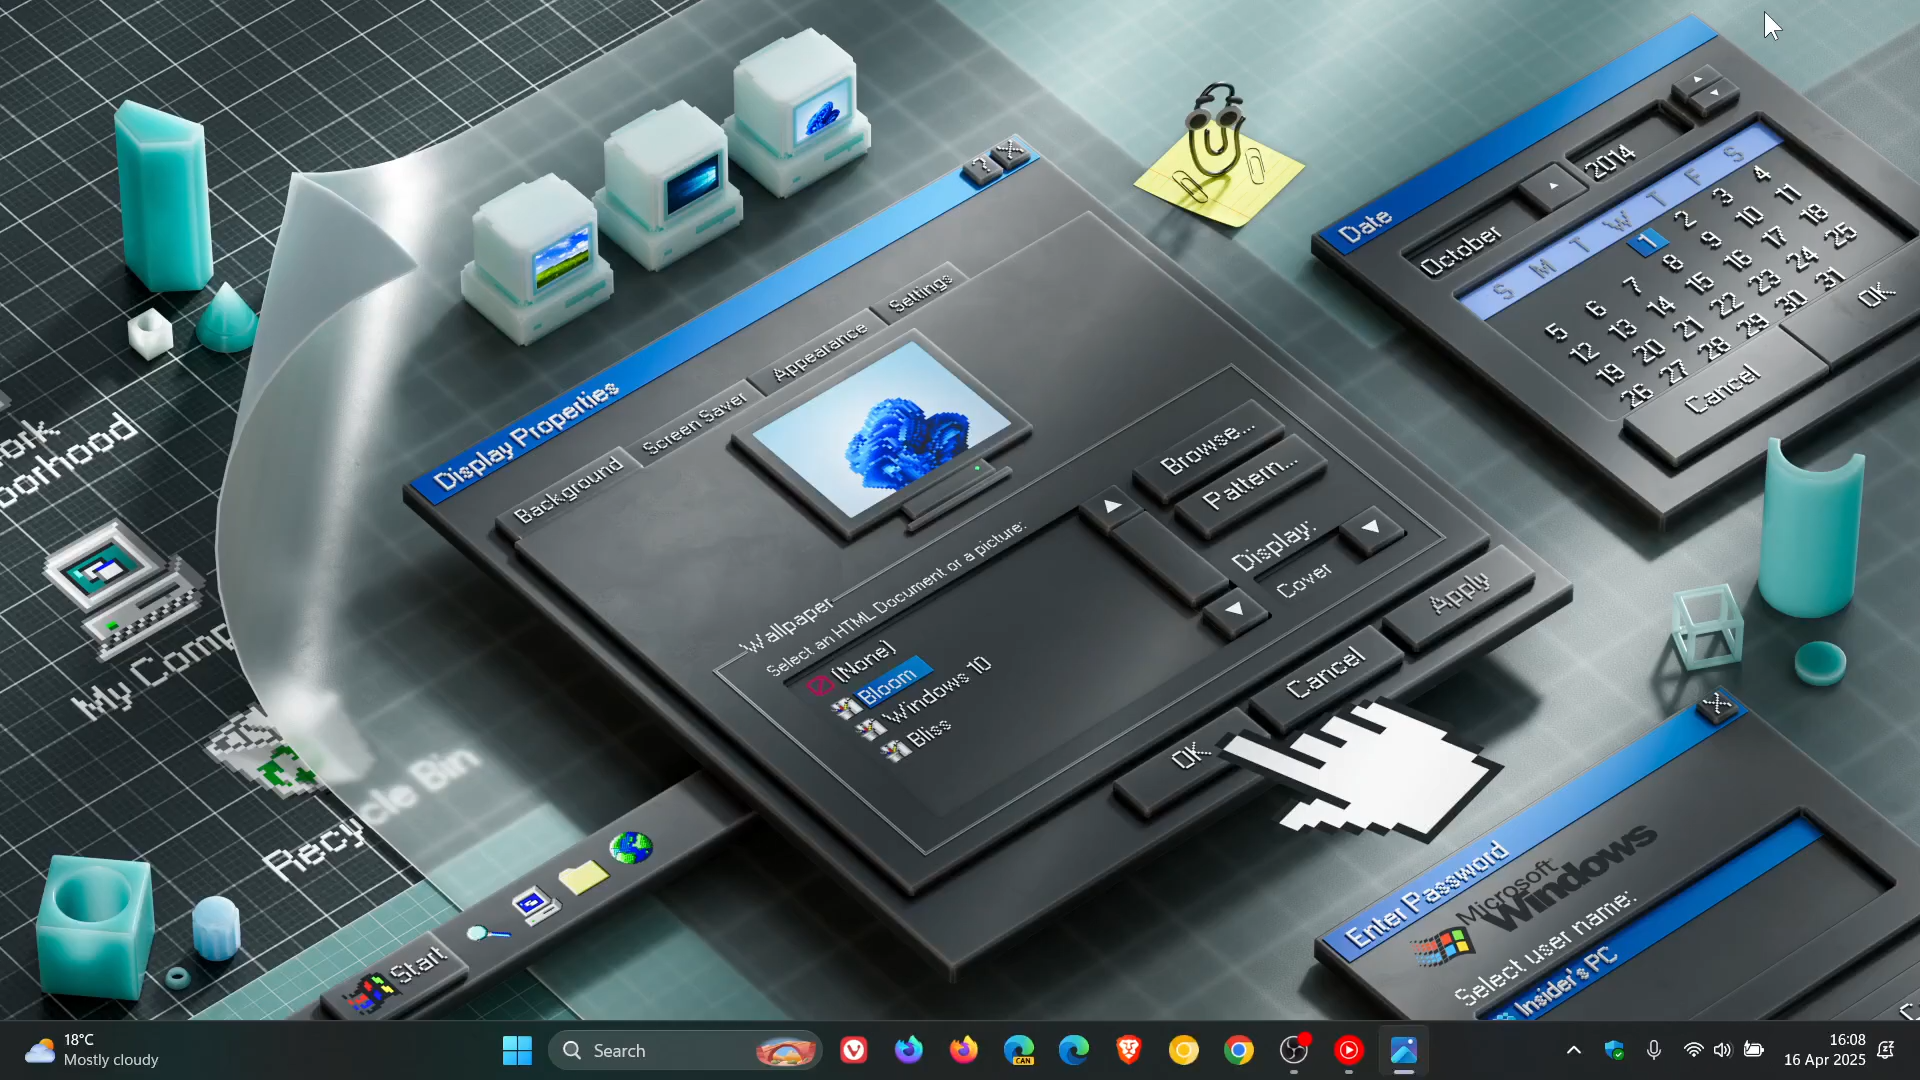 ork
oorhood
My Comp
Recycle Bin
Start
Display Properties
?
Background
Screen Saver
Appearance
Settings
Wallpaper
Select an HTML Document or a picture:
(None)
Bloom
Windows 10
Bliss
Browse...
Pattern...
Display:
Cover
OK
Cancel
Apply
Date
October
2014
S M T W T F S
1 2 3 4
5 6 7 8 9 10 11
12 13 14 15 16 17 18
19 20 21 22 23 24 25
26 27 28 29 30 31
Cancel
OK
Enter Password
Microsoft
Windows
Select user name:
Insider's PC
18°C
Mostly cloudy
Search
CAN
16:08
16 Apr 2025